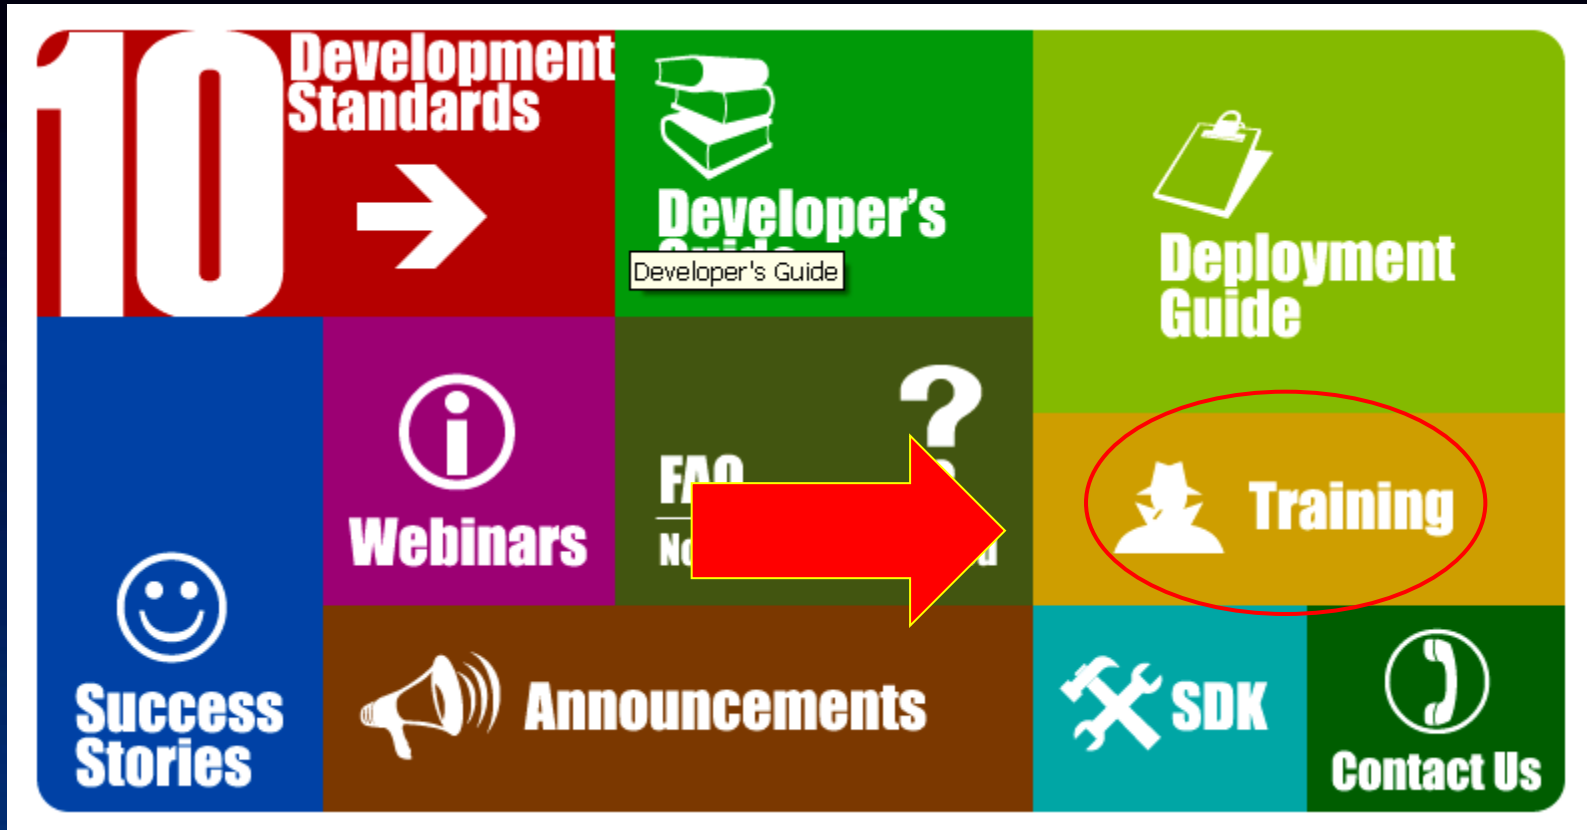 10
Development
Standards
Developer's
Developer's Guide
Deployment
Guide
Webinars
FAQ
Training
Success
Stories
Announcements
SDK
Contact Us